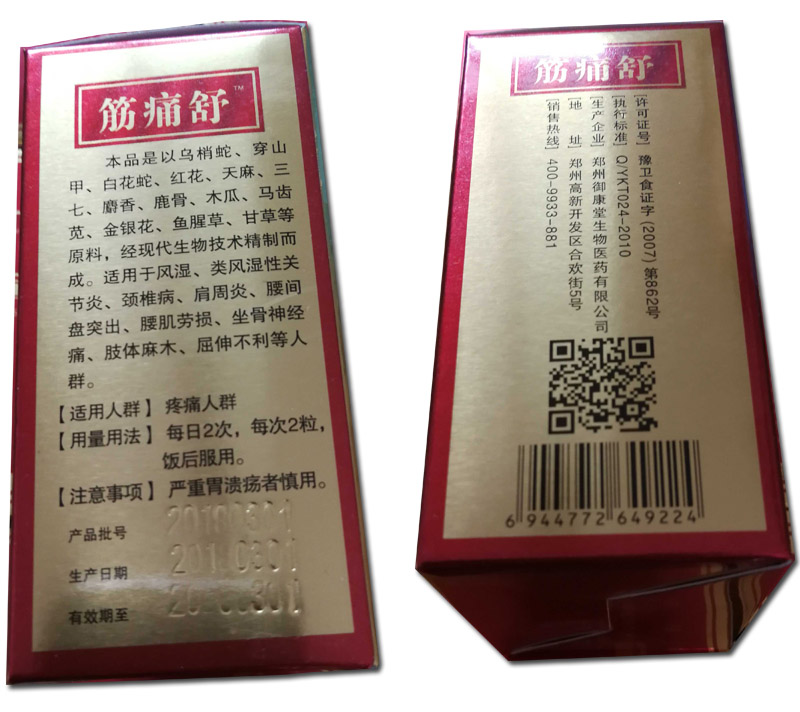 筋痛舒™
本品是以乌梢蛇、穿山
甲、白花蛇、红花、天麻、三
七、麝香、鹿骨、木瓜、马齿
苋、金银花、鱼腥草、甘草等
原料，经现代生物技术精制而
成。适用于风湿、类风湿性关
节炎、颈椎病、肩周炎、腰间
盘突出、腰肌劳损、坐骨神经
痛、肢体麻木、屈伸不利等人
群。
【适用人群】 疼痛人群
【用量用法】 每日2次，每次2粒，
饭后服用。
【注意事项】 严重胃溃疡者慎用。
产品批号
生产日期
有效期至
筋痛舒
[许可证号] 豫卫食证字 (2007) 第862号
[执行标准] Q/YKT024-2010
[生产企业] 郑州御康堂生物医药有限公司
[地 址] 郑州高新开发区合欢街5号
[销售热线] 400-9933-881
6 944772 649224